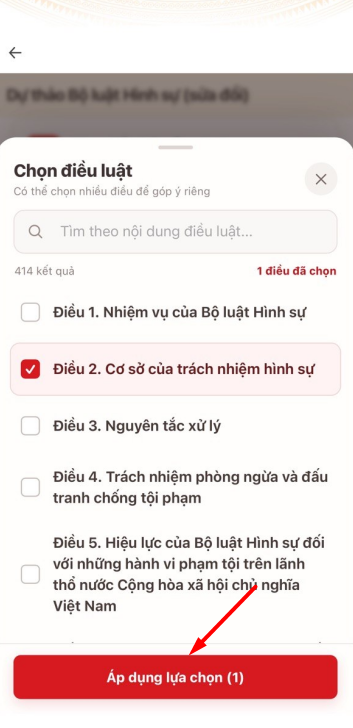 Dự thảo Bộ luật Hình sự (sửa đổi)
Chọn điều luật
Có thể chọn nhiều điều để góp ý riêng
Tìm theo nội dung điều luật...
414 kết quả
1 điều đã chọn
Điều 1. Nhiệm vụ của Bộ luật Hình sự
Điều 2. Cơ sở của trách nhiệm hình sự
Điều 3. Nguyên tắc xử lý
Điều 4. Trách nhiệm phòng ngừa và đấu
tranh chống tội phạm
Điều 5. Hiệu lực của Bộ luật Hình sự đối
với những hành vi phạm tội trên lãnh
thổ nước Cộng hòa xã hội chủ nghĩa
Việt Nam
Áp dụng lựa chọn (1)